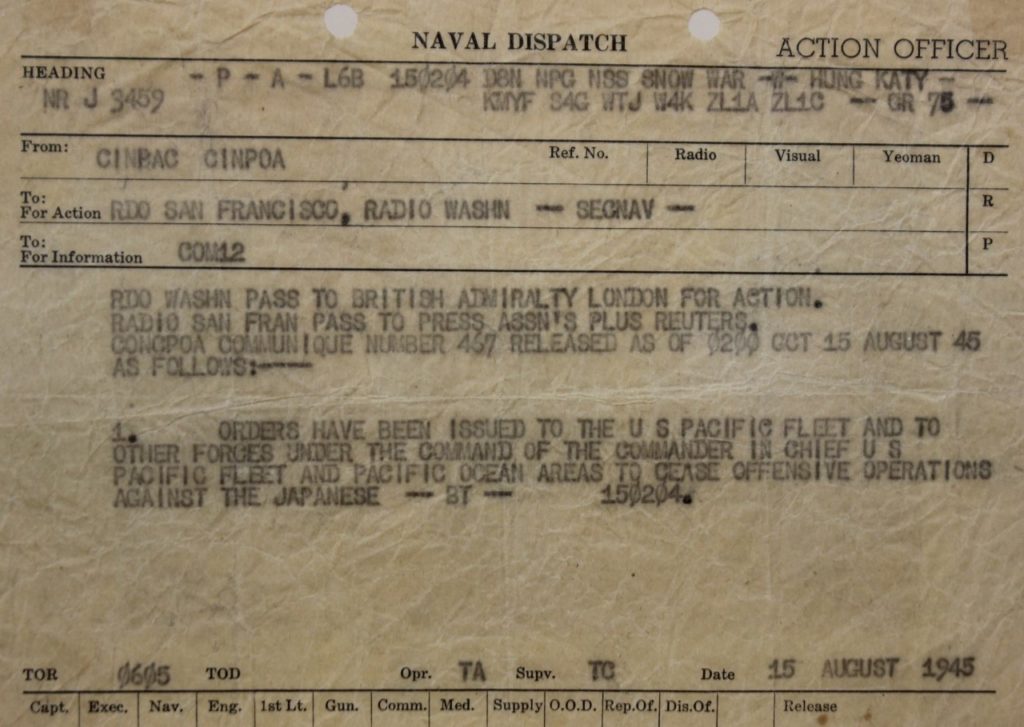 NAVAL DISPATCH ACTION OFFICER
HEADING - P - A - L6B 150204 D8N NPG NSS SNOW WAR -W- HUNG KATY -
NR J 3459 KMYF S4G WTJ W4K ZL1A ZL1C -- GR 75 --
From: CINPAC CINPOA Ref. No. Radio Visual Yeoman D
To:
For Action RDO SAN FRANCISCO, RADIO WASHN -- SEGNAV -- R
To:
For Information COM12 P
RDO WASHN PASS TO BRITISH ADMIRALTY LONDON FOR ACTION.
RADIO SAN FRAN PASS TO PRESS ASSN'S PLUS REUTERS.
CONCPOA COMMUNIQUE NUMBER 467 RELEASED AS OF 0200 GCT 15 AUGUST 45
AS FOLLOWS:----
1. ORDERS HAVE BEEN ISSUED TO THE U S PACIFIC FLEET AND TO
OTHER FORCES UNDER THE COMMAND OF THE COMMANDER IN CHIEF U S
PACIFIC FLEET AND PACIFIC OCEAN AREAS TO CEASE OFFENSIVE OPERATIONS
AGAINST THE JAPANESE -- BT -- 150204.
TOR 0605 TOD Opr. TA Supv. TC Date 15 AUGUST 1945
Capt. Exec. Nav. Eng. 1st Lt. Gun. Comm. Med. Supply O.O.D. Rep.Of. Dis.Of. Release